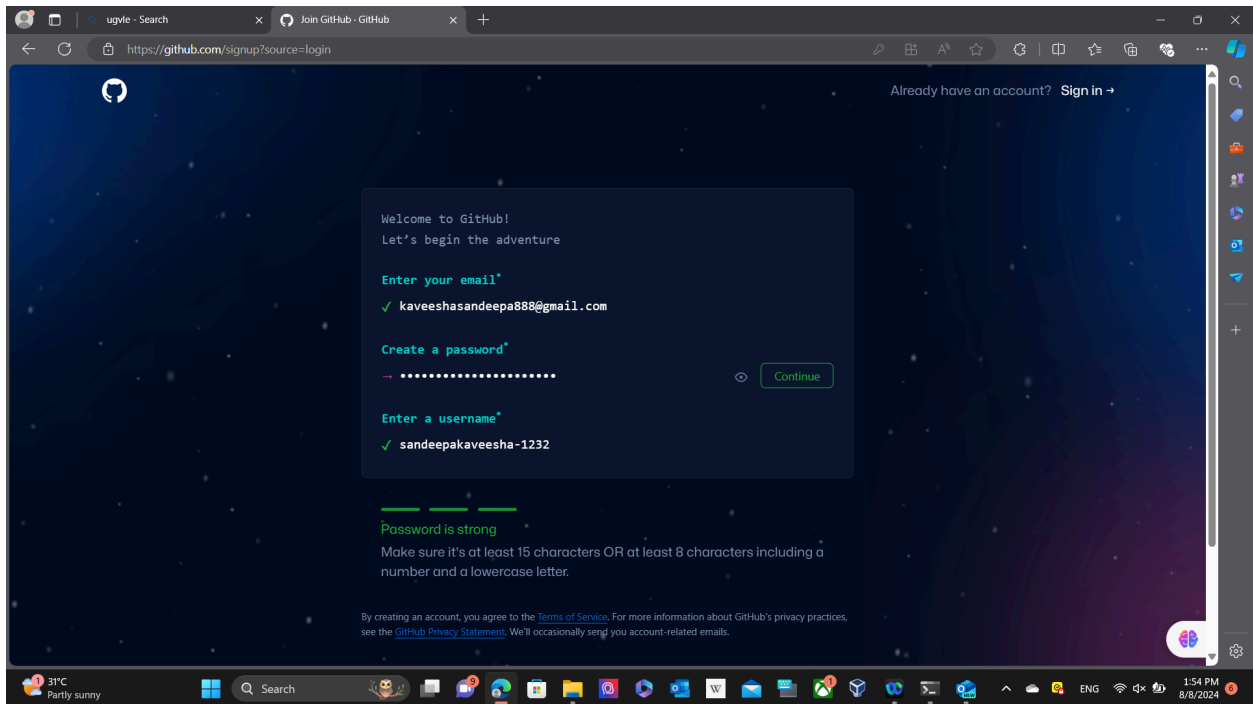 ugvle - Search
Join GitHub · GitHub
https://github.com/signup?source=login
Already have an account? Sign in →
Welcome to GitHub!
Let's begin the adventure
Enter your email*
✓ kaveeshasandeepa888@gmail.com
Create a password*
→ ••••••••••••••••••••••
Continue
Enter a username*
✓ sandeepakaveesha-1232
Password is strong
Make sure it's at least 15 characters OR at least 8 characters including a
number and a lowercase letter.
By creating an account, you agree to the Terms of Service. For more information about GitHub's privacy practices,
see the GitHub Privacy Statement. We'll occasionally send you account-related emails.
1
31°C
Partly sunny
Search
9
W
1
NEW
ENG
1:54 PM
8/8/2024
6